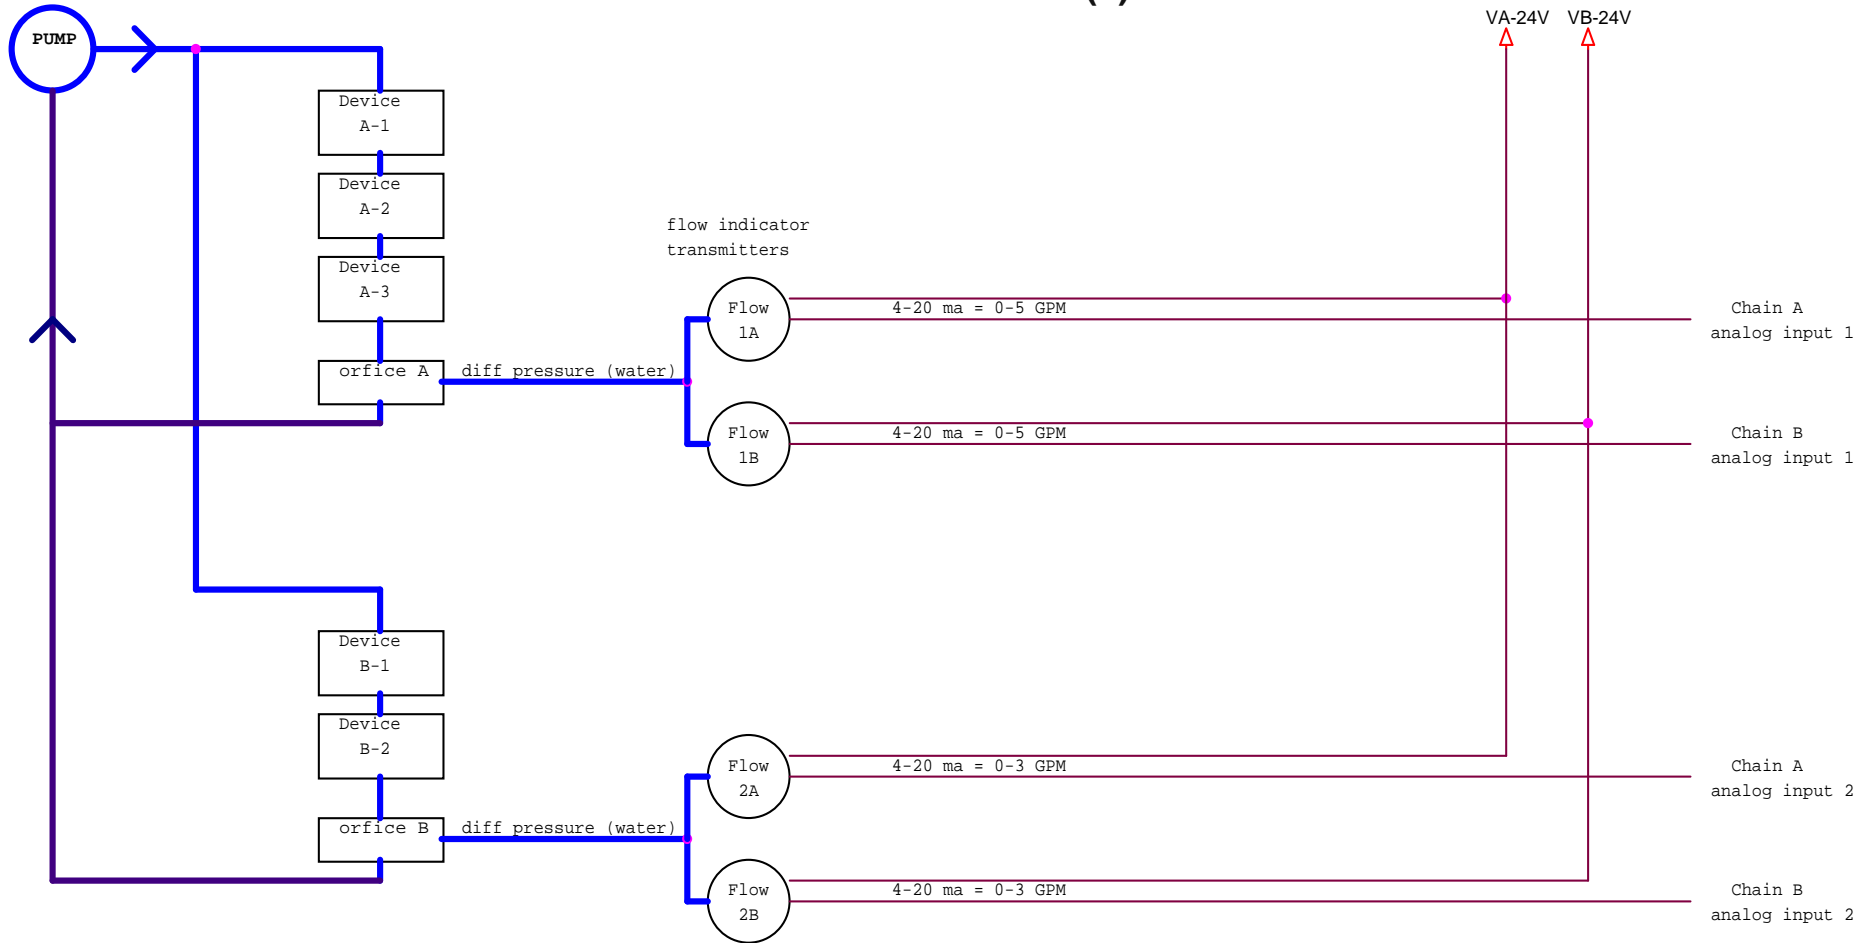 VA-24V VB-24V
PUMP
Device
A-1
Device
A-2
flow indicator
transmitters
Device
A-3
Flow
1A
4-20 ma = 0-5 GPM
Chain A
analog input 1
orfice A
diff pressure (water)
Flow
1B
4-20 ma = 0-5 GPM
Chain B
analog input 1
Device
B-1
Device
B-2
Flow
2A
4-20 ma = 0-3 GPM
Chain A
analog input 2
orfice B
diff pressure (water)
Flow
2B
4-20 ma = 0-3 GPM
Chain B
analog input 2